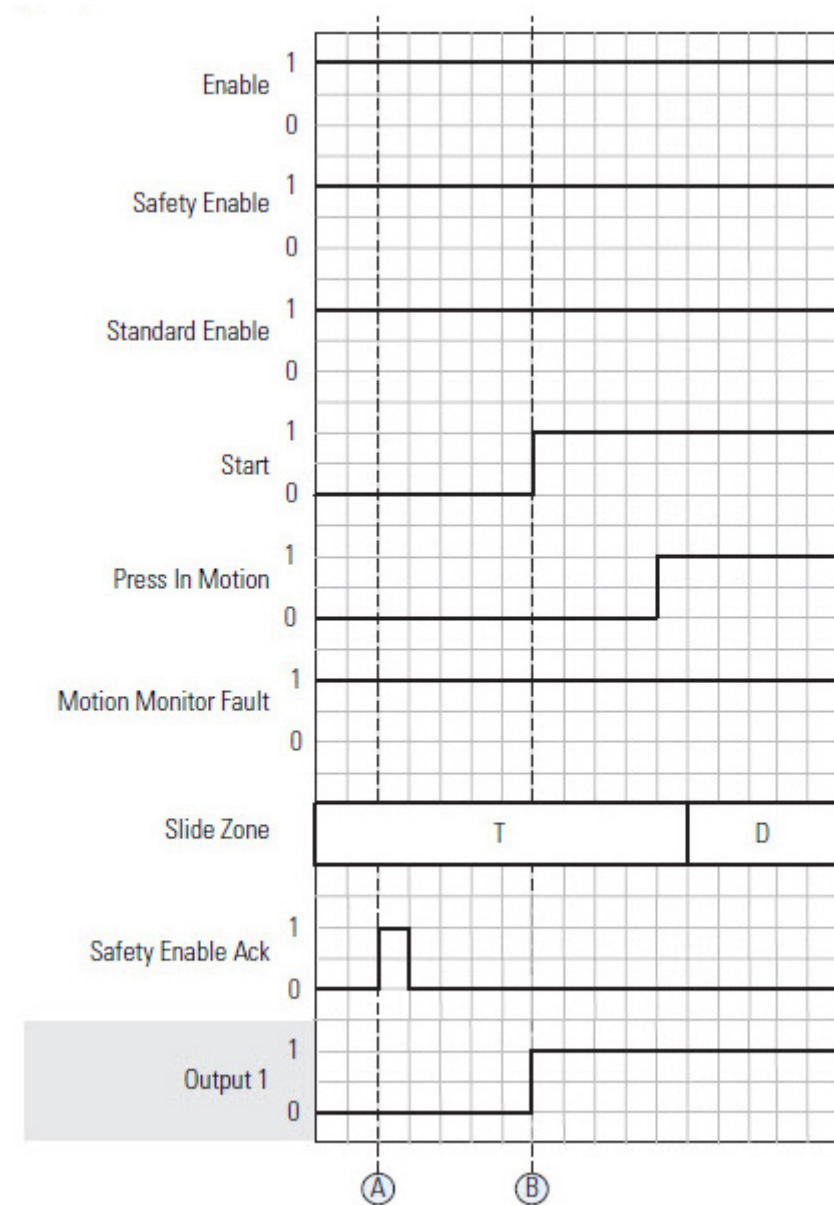 1
Enable
0
1
Safety Enable
0
1
Standard Enable
0
1
Start
0
1
Press In Motion
0
1
Motion Monitor Fault
0
Slide Zone T D
1
Safety Enable Ack
0
1
Output 1
0
A B